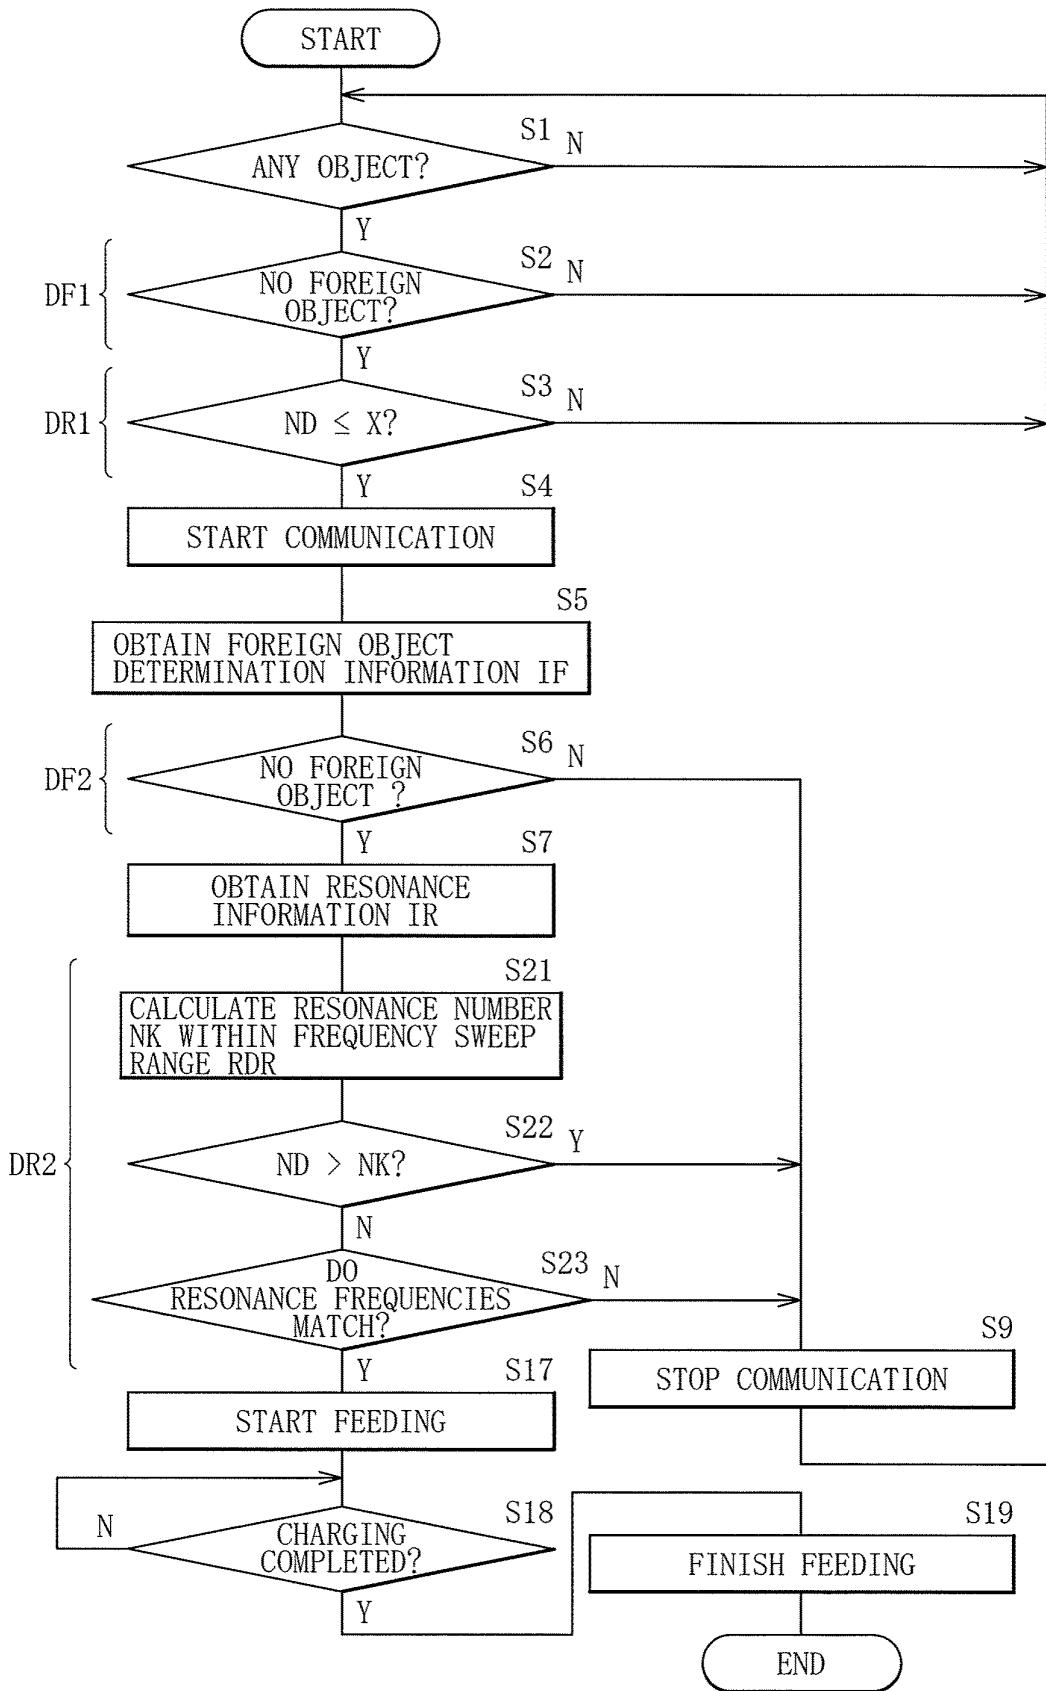 START
S1
N
ANY OBJECT?
Y
S2
N
DF1
NO FOREIGN
OBJECT?
Y
S3
N
DR1
ND ≤ X?
Y
S4
START COMMUNICATION
S5
OBTAIN FOREIGN OBJECT
DETERMINATION INFORMATION IF
S6
N
DF2
NO FOREIGN
OBJECT ?
Y
S7
OBTAIN RESONANCE
INFORMATION IR
S21
CALCULATE RESONANCE NUMBER
NK WITHIN FREQUENCY SWEEP
RANGE RDR
S22
Y
DR2
ND > NK?
N
S23
N
DO
RESONANCE FREQUENCIES
MATCH?
Y
S9
STOP COMMUNICATION
S17
START FEEDING
S18
N
CHARGING
COMPLETED?
Y
S19
FINISH FEEDING
END